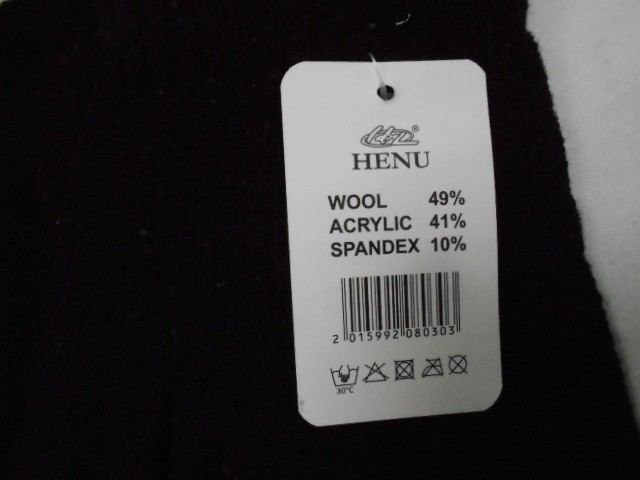 HENU
WOOL 49%
ACRYLIC 41%
SPANDEX 10%
2 015992 080303
30°C